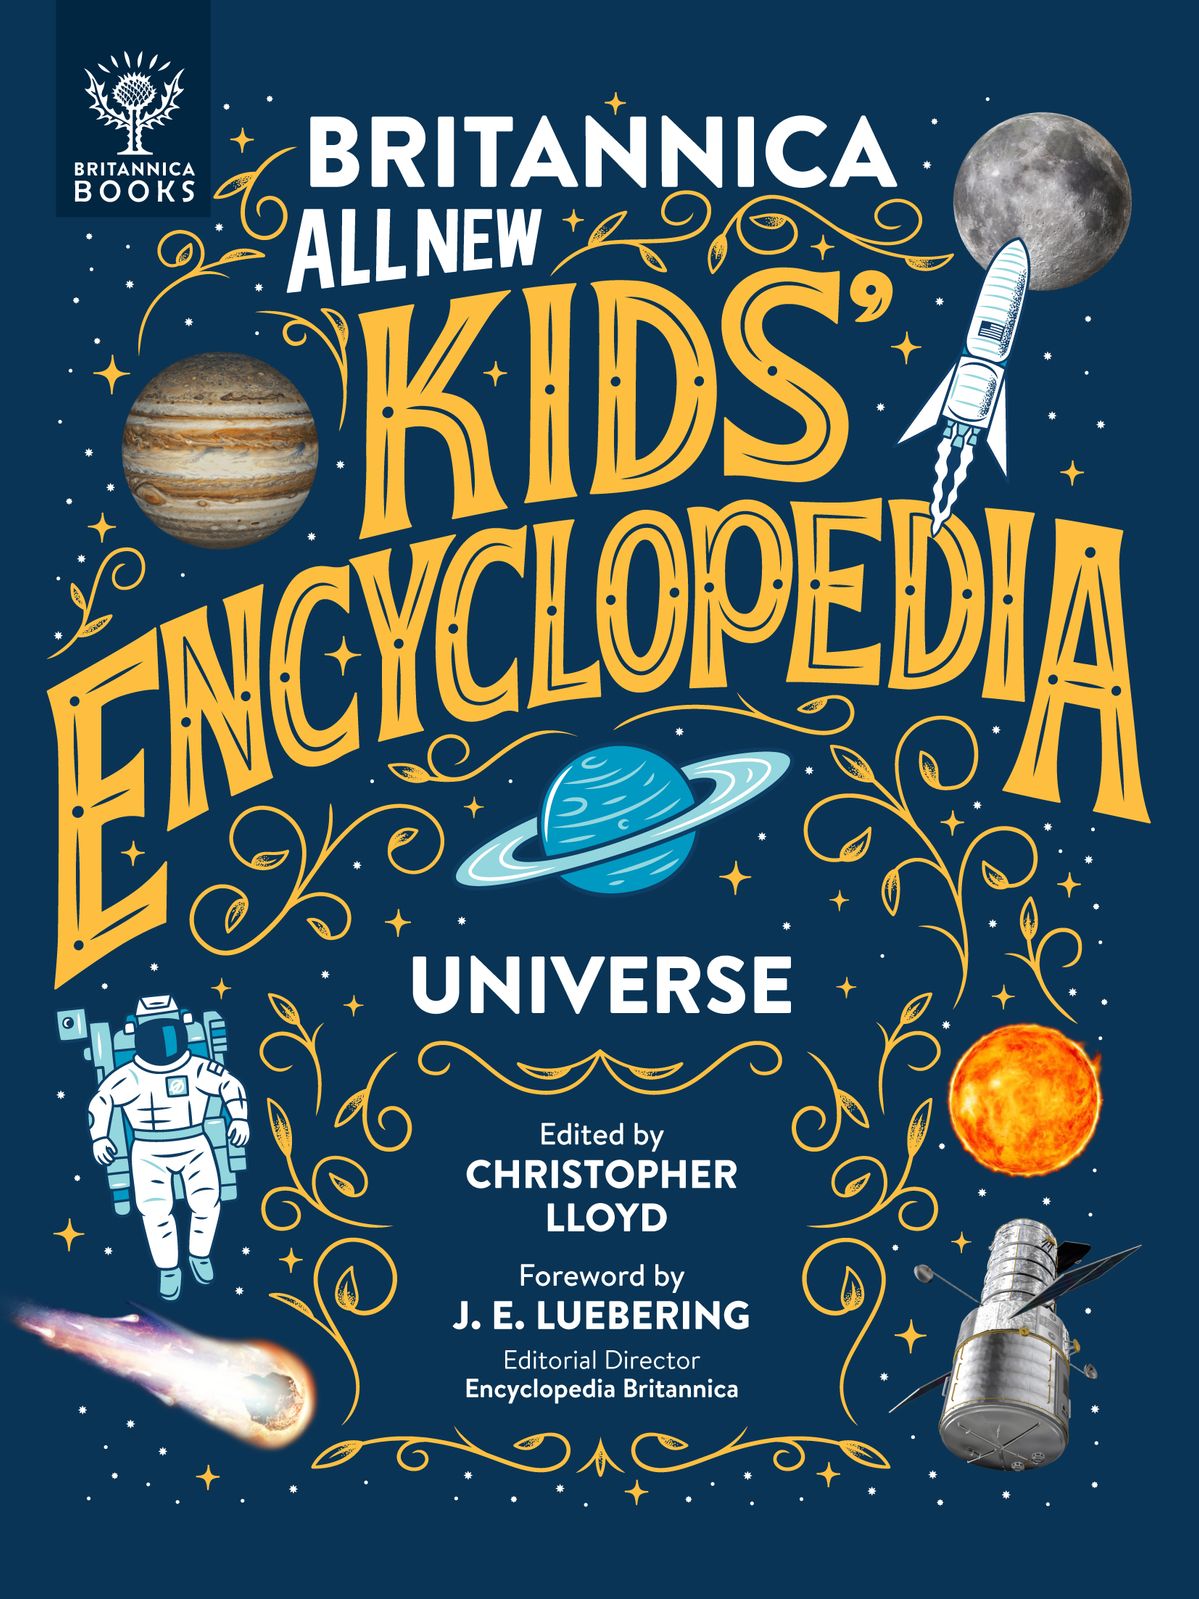 BRITANNICA
BOOKS
BRITANNICA
ALL NEW
KIDS'
ENCYCLOPEDIA
UNIVERSE
Edited by
CHRISTOPHER
LLOYD
Foreword by
J. E. LUEBERING
Editorial Director
Encyclopedia Britannica